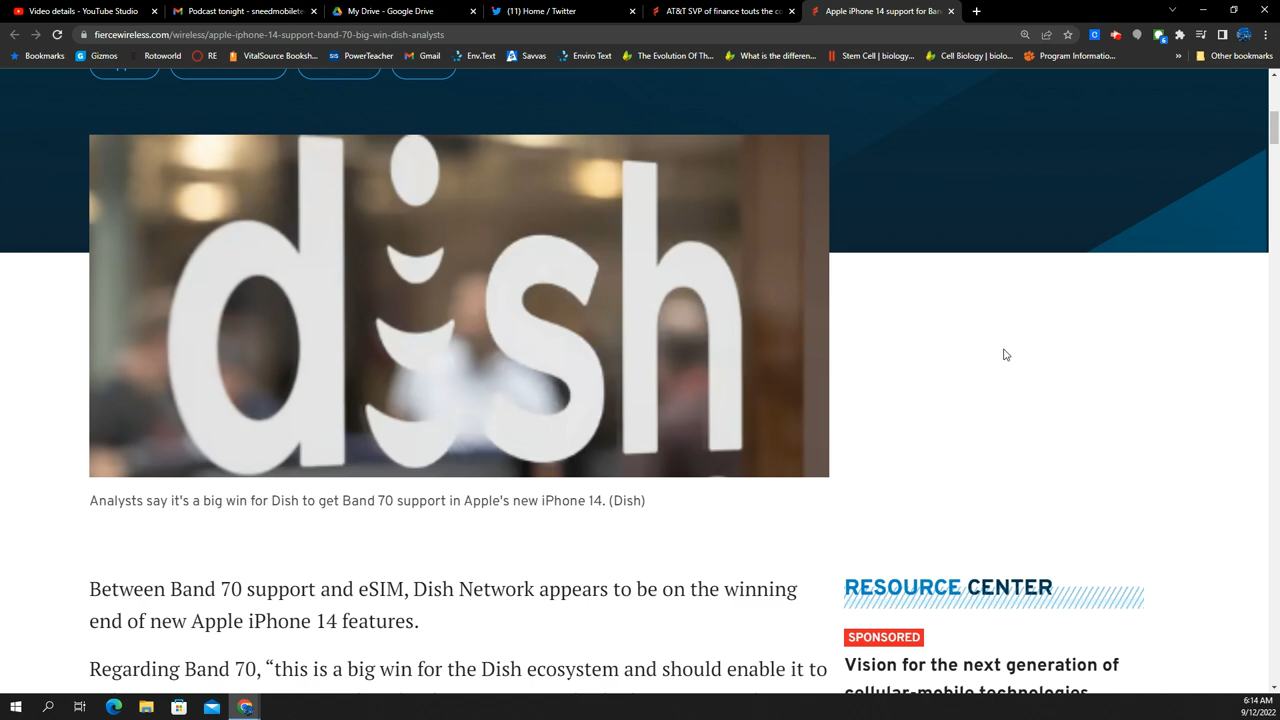 Video details - YouTube Studio
Podcast tonight - sneedmobilete
My Drive - Google Drive
(11) Home / Twitter
AT&T SVP of finance touts the co
Apple iPhone 14 support for Ban
fiercewireless.com/wireless/apple-iphone-14-support-band-70-big-win-dish-analysts
Bookmarks
Gizmos
Rotoworld
RE
VitalSource Booksh...
SIS PowerTeacher
Gmail
Env.Text
Savvas
Enviro Text
The Evolution Of Th...
What is the differen...
Stem Cell | biology...
Cell Biology | biolo...
Program Informatio...
»
Other bookmarks
dish
Analysts say it's a big win for Dish to get Band 70 support in Apple's new iPhone 14. (Dish)
Between Band 70 support and eSIM, Dish Network appears to be on the winning
end of new Apple iPhone 14 features.
Regarding Band 70, “this is a big win for the Dish ecosystem and should enable it to
RESOURCE CENTER
SPONSORED
Vision for the next generation of
cellular-mobile technologies
6:14 AM
9/12/2022